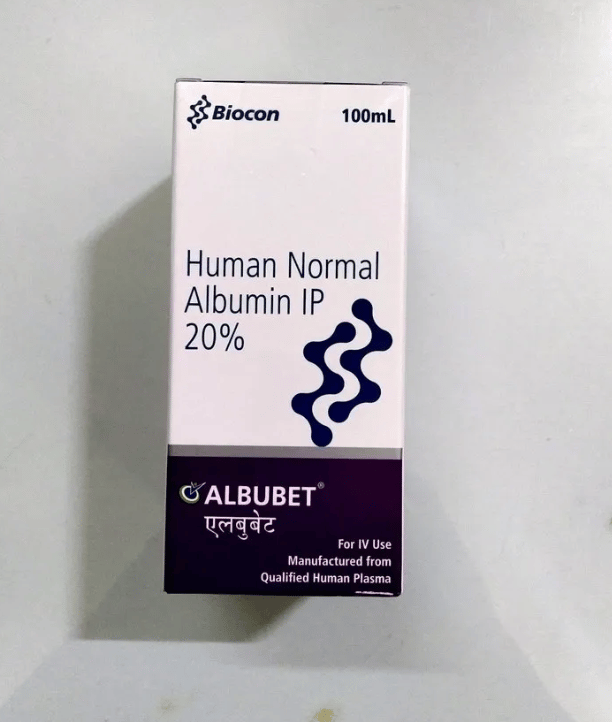 Biocon
100mL
Human Normal
Albumin IP
20%
ALBUBET®
एलबुबेट
For IV Use
Manufactured from
Qualified Human Plasma